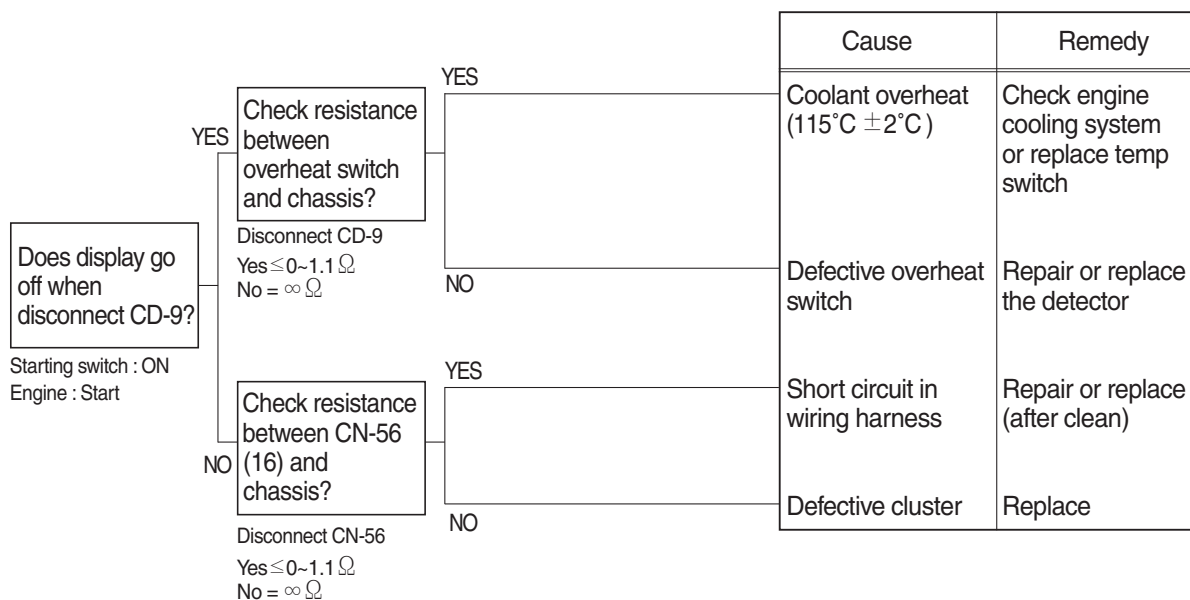 Does display go
off when
disconnect CD-9?
Starting switch : ON
Engine : Start
YES
Check resistance
between
overheat switch
and chassis?
Disconnect CD-9
Yes≤0~1.1Ω
No = ∞Ω
NO
Check resistance
between CN-56
(16) and
chassis?
Disconnect CN-56
Yes≤0~1.1Ω
No = ∞Ω
YES
NO
YES
NO
Cause
Remedy
Coolant overheat
(115°C ±2°C)
Check engine
cooling system
or replace temp
switch
Defective overheat
switch
Repair or replace
the detector
Short circuit in
wiring harness
Repair or replace
(after clean)
Defective cluster
Replace